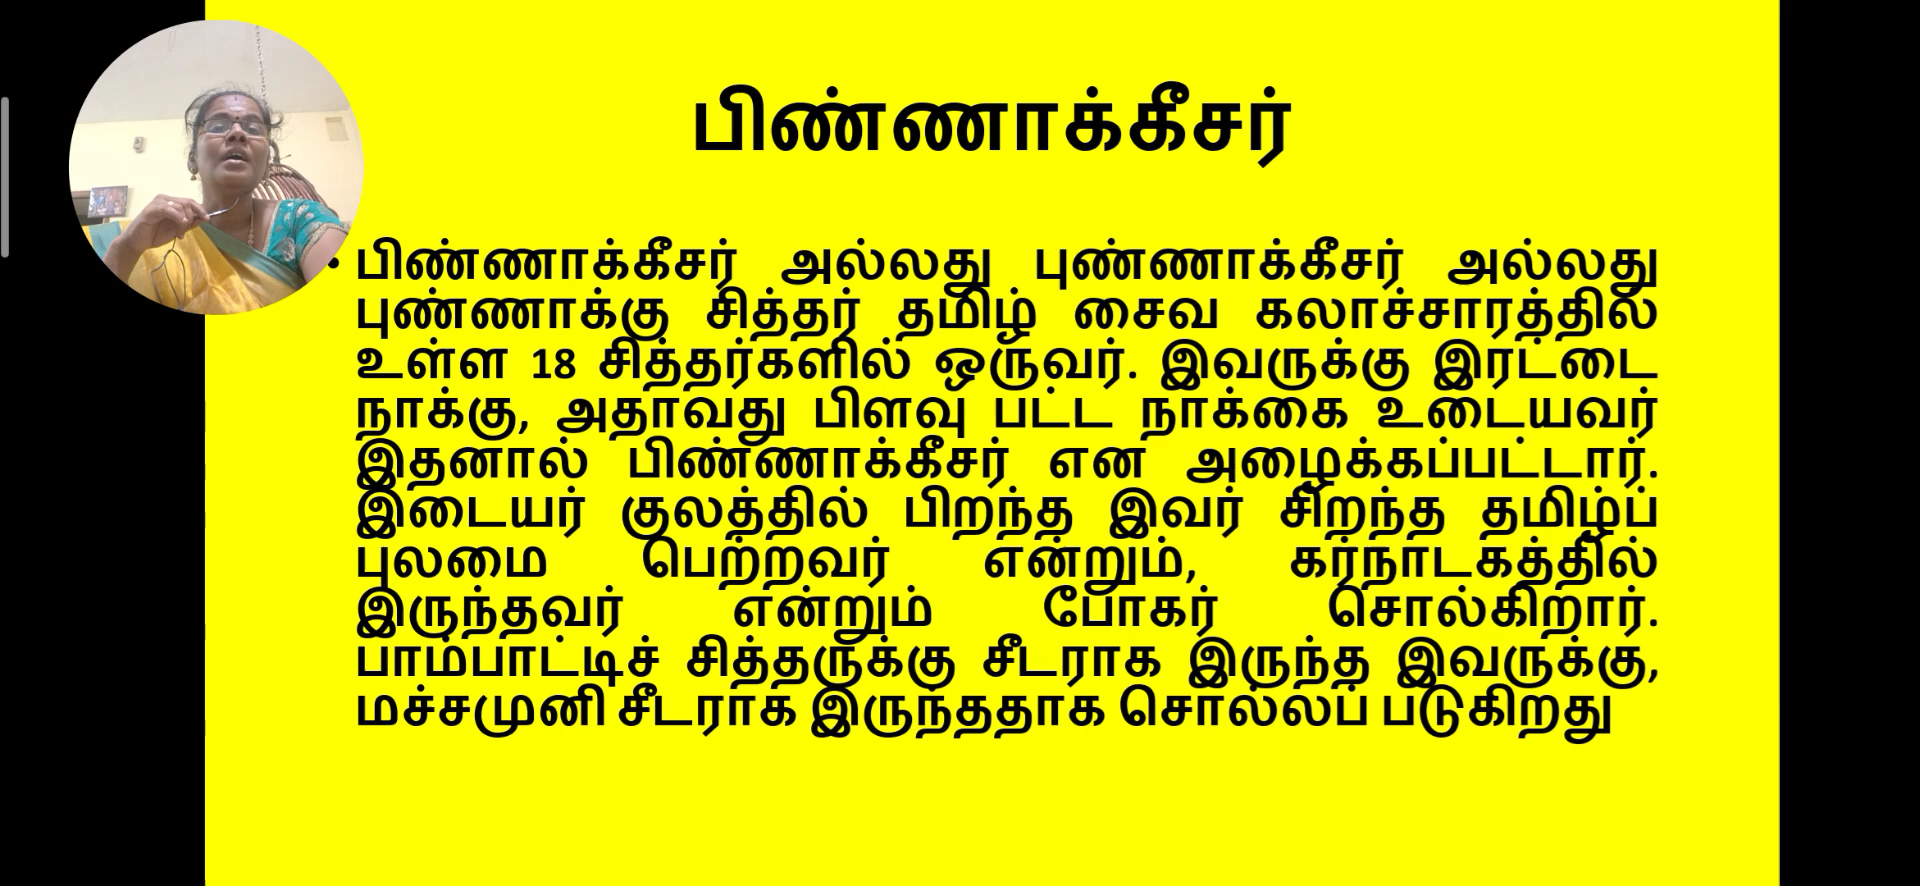 பிண்ணாக்கீசர்
• பிண்ணாக்கீசர் அல்லது புண்ணாக்கீசர் அல்லது
புண்ணாக்கு சித்தர் தமிழ் சைவ கலாச்சாரத்தில்
உள்ள 18 சித்தர்களில் ஒருவர். இவருக்கு இரட்டை
நாக்கு, அதாவது பிளவு பட்ட நாக்கை உடையவர்
இதனால் பிண்ணாக்கீசர் என அழைக்கப்பட்டார்.
இடையர் குலத்தில் பிறந்த இவர் சிறந்த தமிழ்ப்
புலமை பெற்றவர் என்றும், கர்நாடகத்தில்
இருந்தவர் என்றும் போகர் சொல்கிறார்.
பாம்பாட்டிச் சித்தருக்கு சீடராக இருந்த இவருக்கு,
மச்சமுனி சீடராக இருந்ததாக சொல்லப் படுகிறது